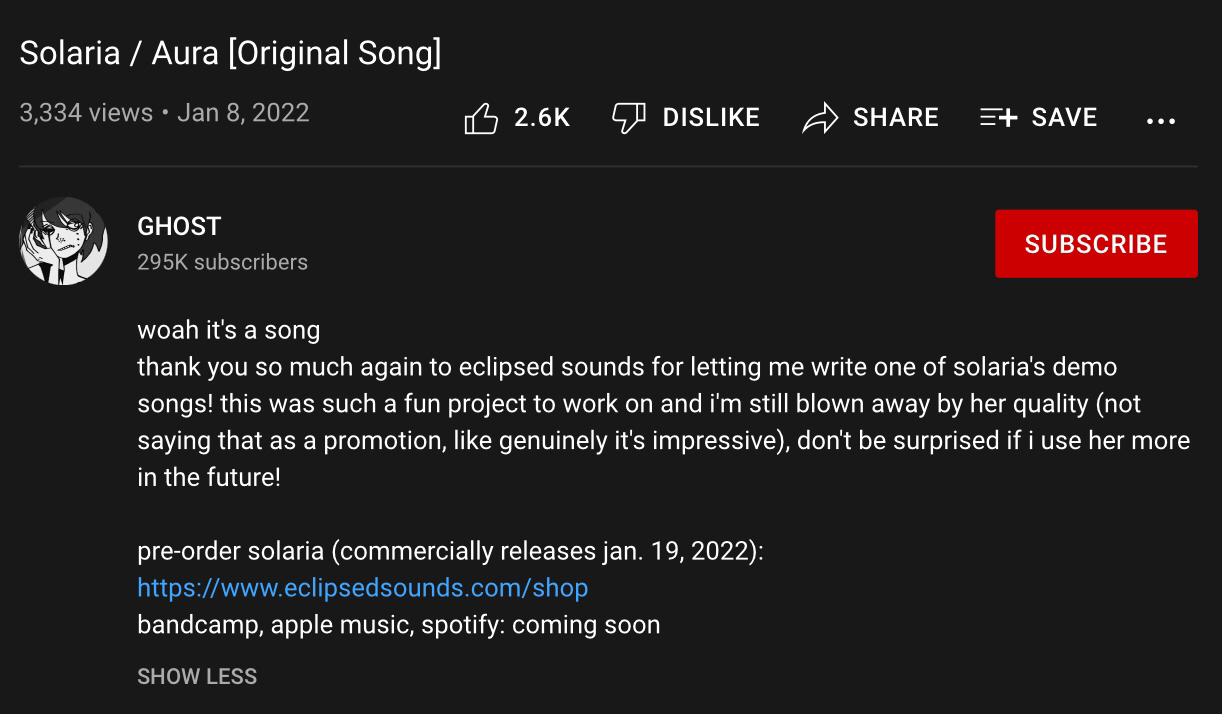 Solaria / Aura [Original Song]
3,334 views • Jan 8, 2022
2.6K DISLIKE SHARE SAVE ...
GHOST
295K subscribers
SUBSCRIBE
woah it's a song
thank you so much again to eclipsed sounds for letting me write one of solaria's demo
songs! this was such a fun project to work on and i'm still blown away by her quality (not
saying that as a promotion, like genuinely it's impressive), don't be surprised if i use her more
in the future!
pre-order solaria (commercially releases jan. 19, 2022):
https://www.eclipsedsounds.com/shop
bandcamp, apple music, spotify: coming soon
SHOW LESS